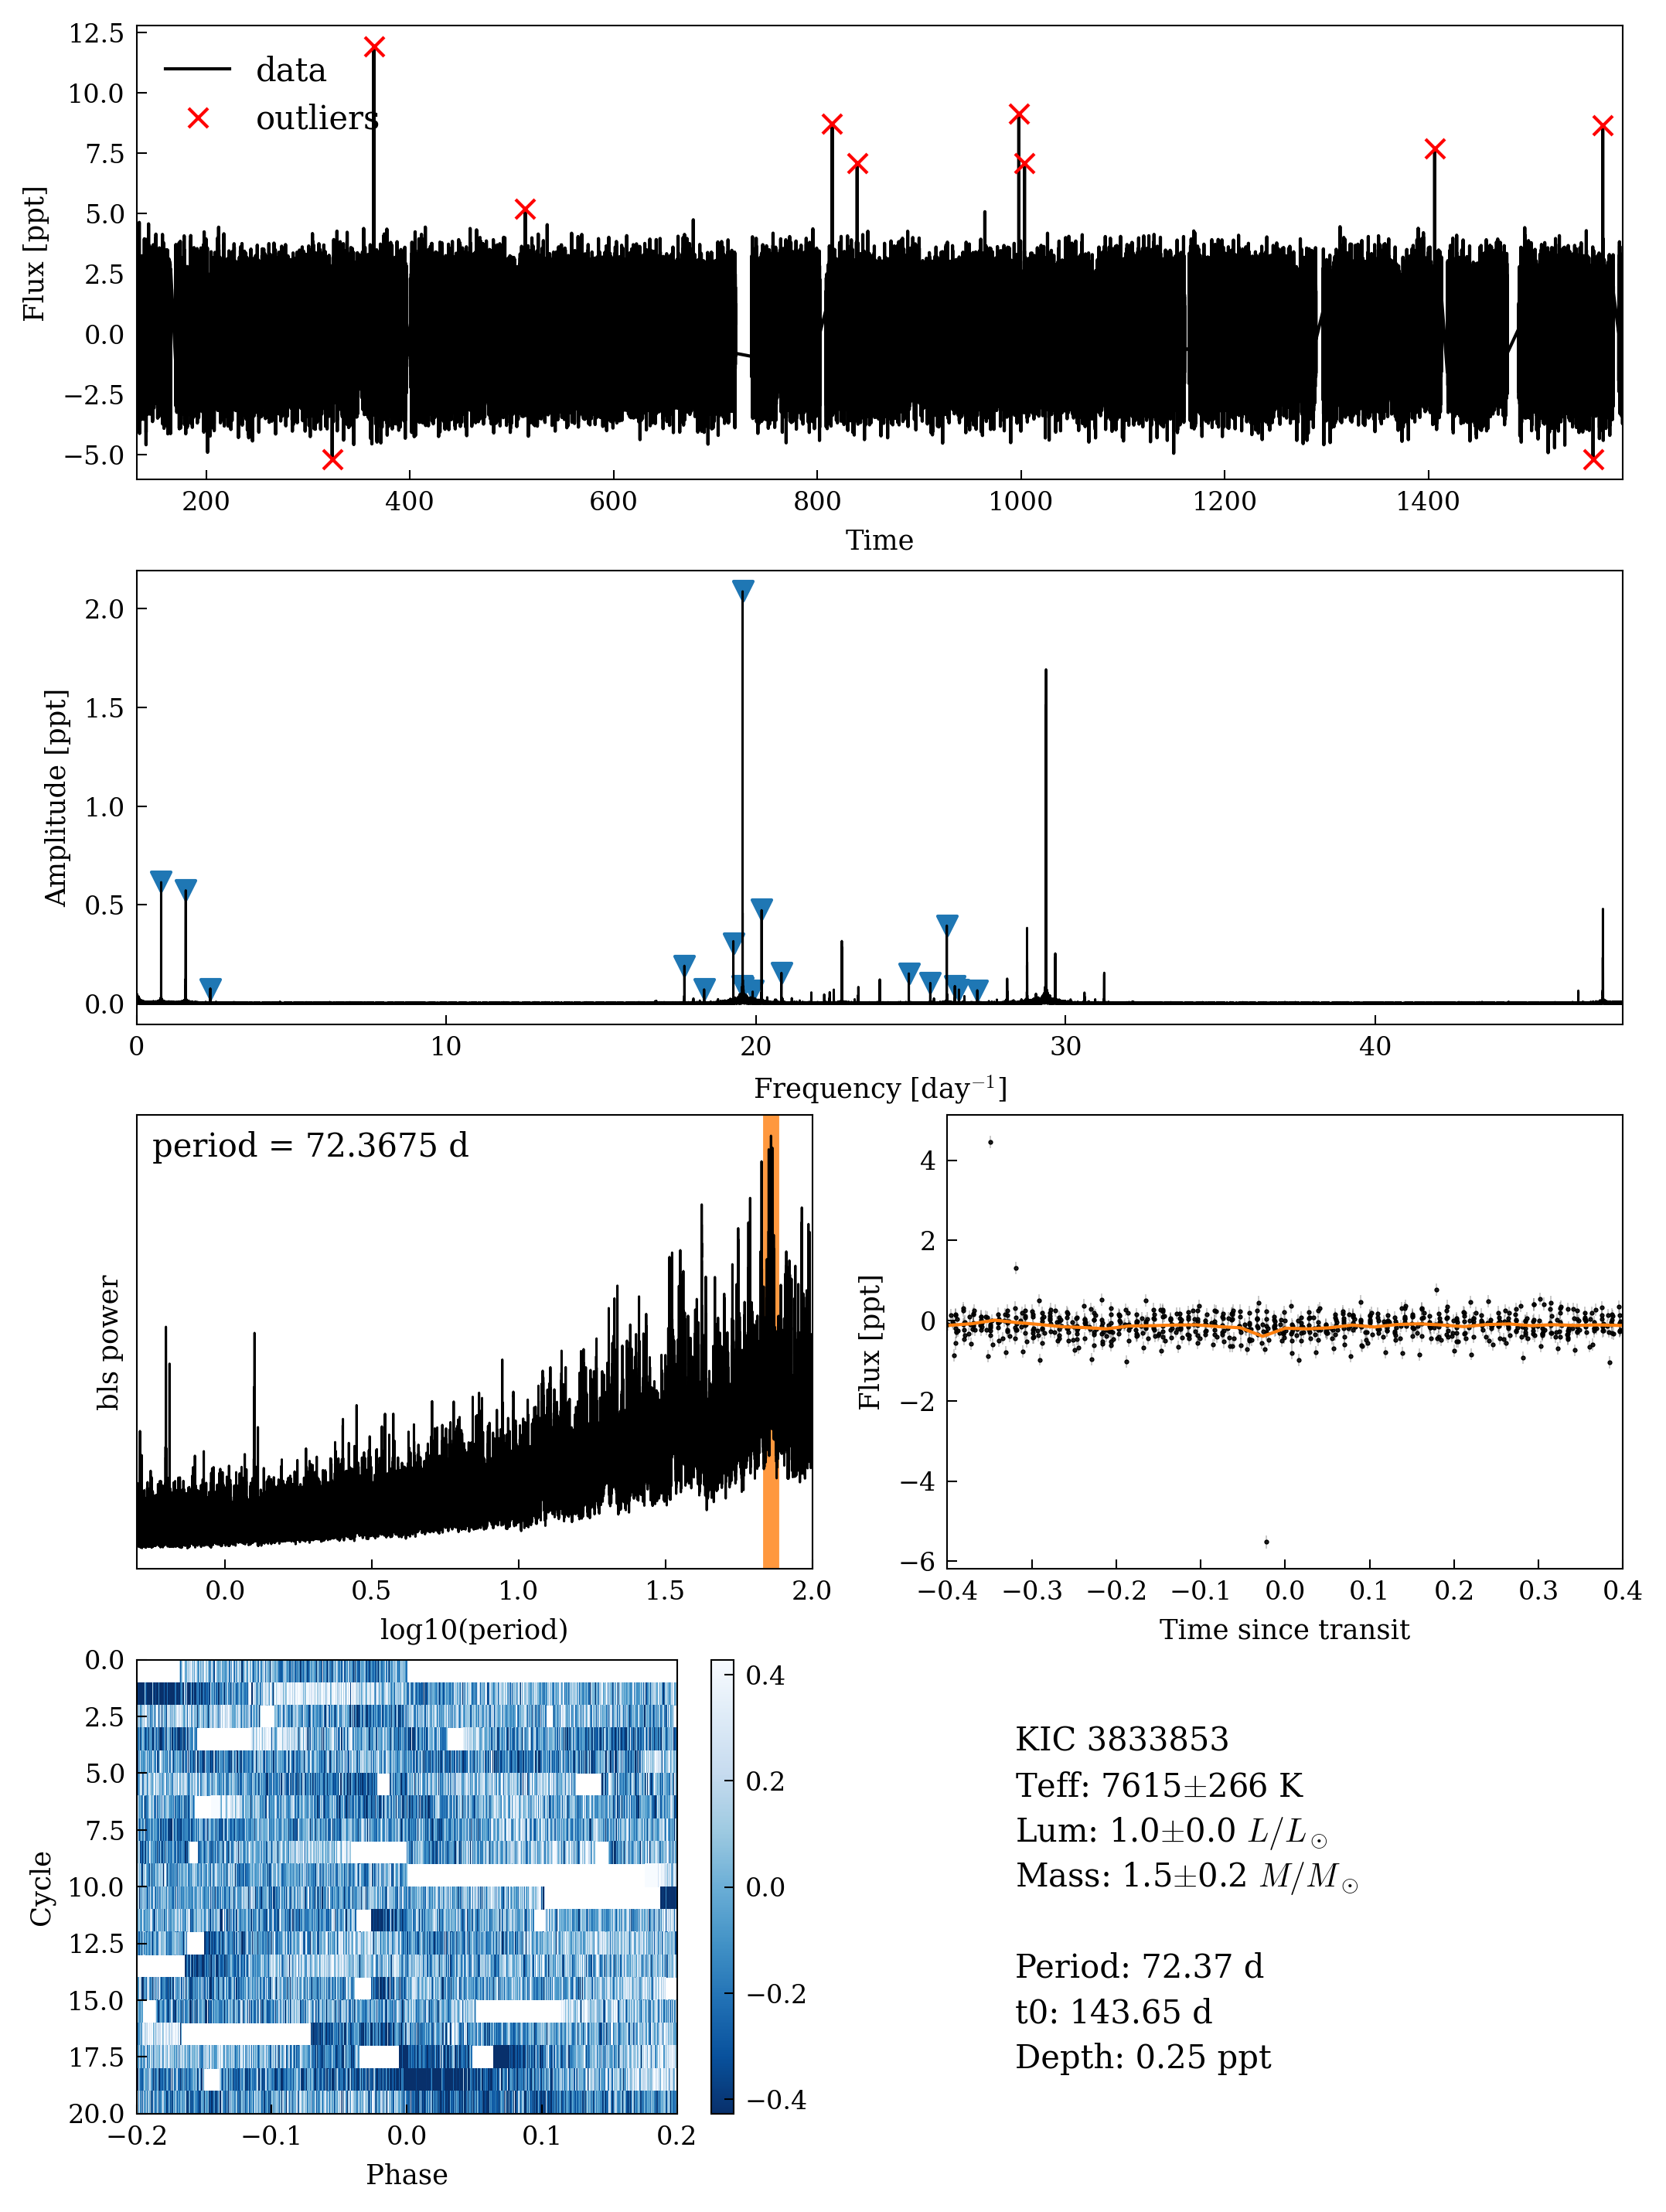 12.5
10.0
7.5
5.0
2.5
0.0
−2.5
−5.0
Flux [ppt]
data
outliers
200 400 600 800 1000 1200 1400
Time
2.0
1.5
1.0
0.5
0.0
Amplitude [ppt]
0 10 20 30 40
Frequency [day⁻¹]
period = 72.3675 d
bls power
0.0 0.5 1.0 1.5 2.0
log10(period)
4
2
0
−2
−4
−6
Flux [ppt]
−0.4 −0.3 −0.2 −0.1 0.0 0.1 0.2 0.3 0.4
Time since transit
0.0
2.5
5.0
7.5
10.0
12.5
15.0
17.5
20.0
Cycle
−0.2 −0.1 0.0 0.1 0.2
Phase
0.4
0.2
0.0
−0.2
−0.4
KIC 3833853
Teff: 7615±266 K
Lum: 1.0±0.0 L/L⊙
Mass: 1.5±0.2 M/M⊙
Period: 72.37 d
t0: 143.65 d
Depth: 0.25 ppt